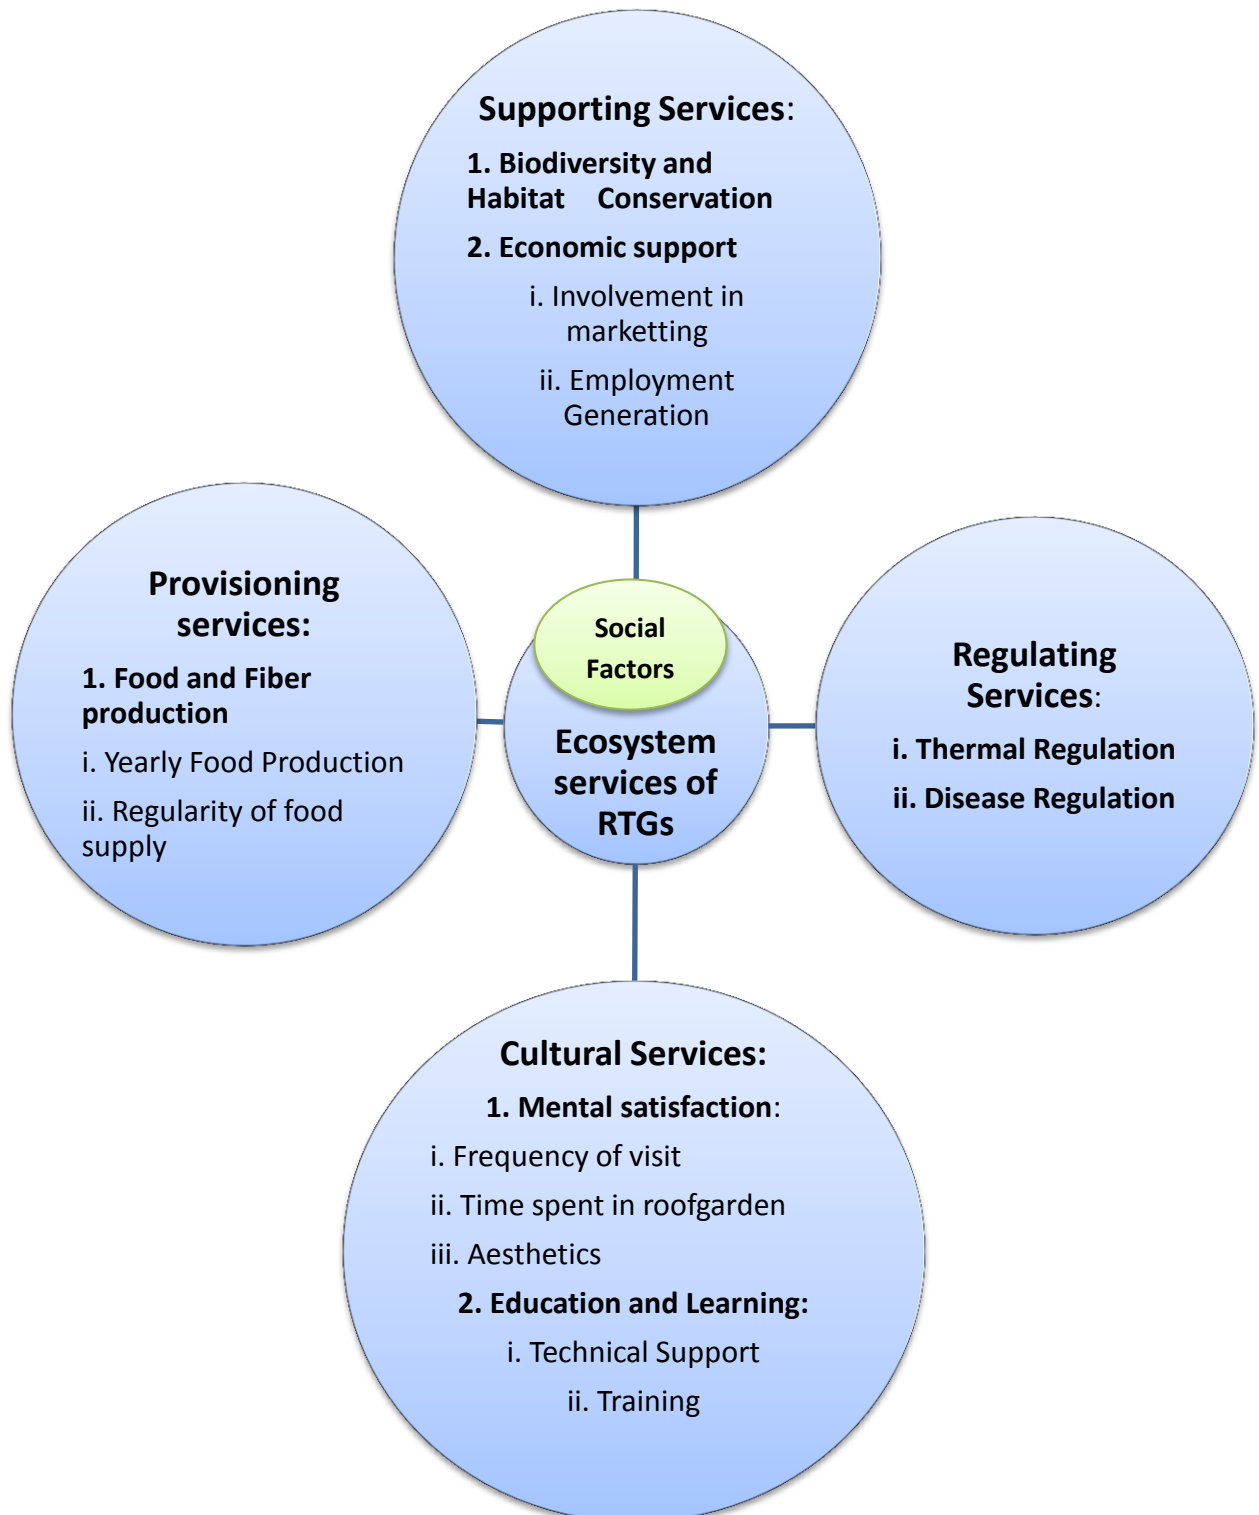 Supporting Services:
1. Biodiversity and
Habitat Conservation
2. Economic support
i. Involvement in
marketting
ii. Employment
Generation
Provisioning
services:
1. Food and Fiber
production
i. Yearly Food Production
ii. Regularity of food
supply
Social
Factors
Ecosystem
services of
RTGs
Regulating
Services:
i. Thermal Regulation
ii. Disease Regulation
Cultural Services:
1. Mental satisfaction:
i. Frequency of visit
ii. Time spent in roofgarden
iii. Aesthetics
2. Education and Learning:
i. Technical Support
ii. Training